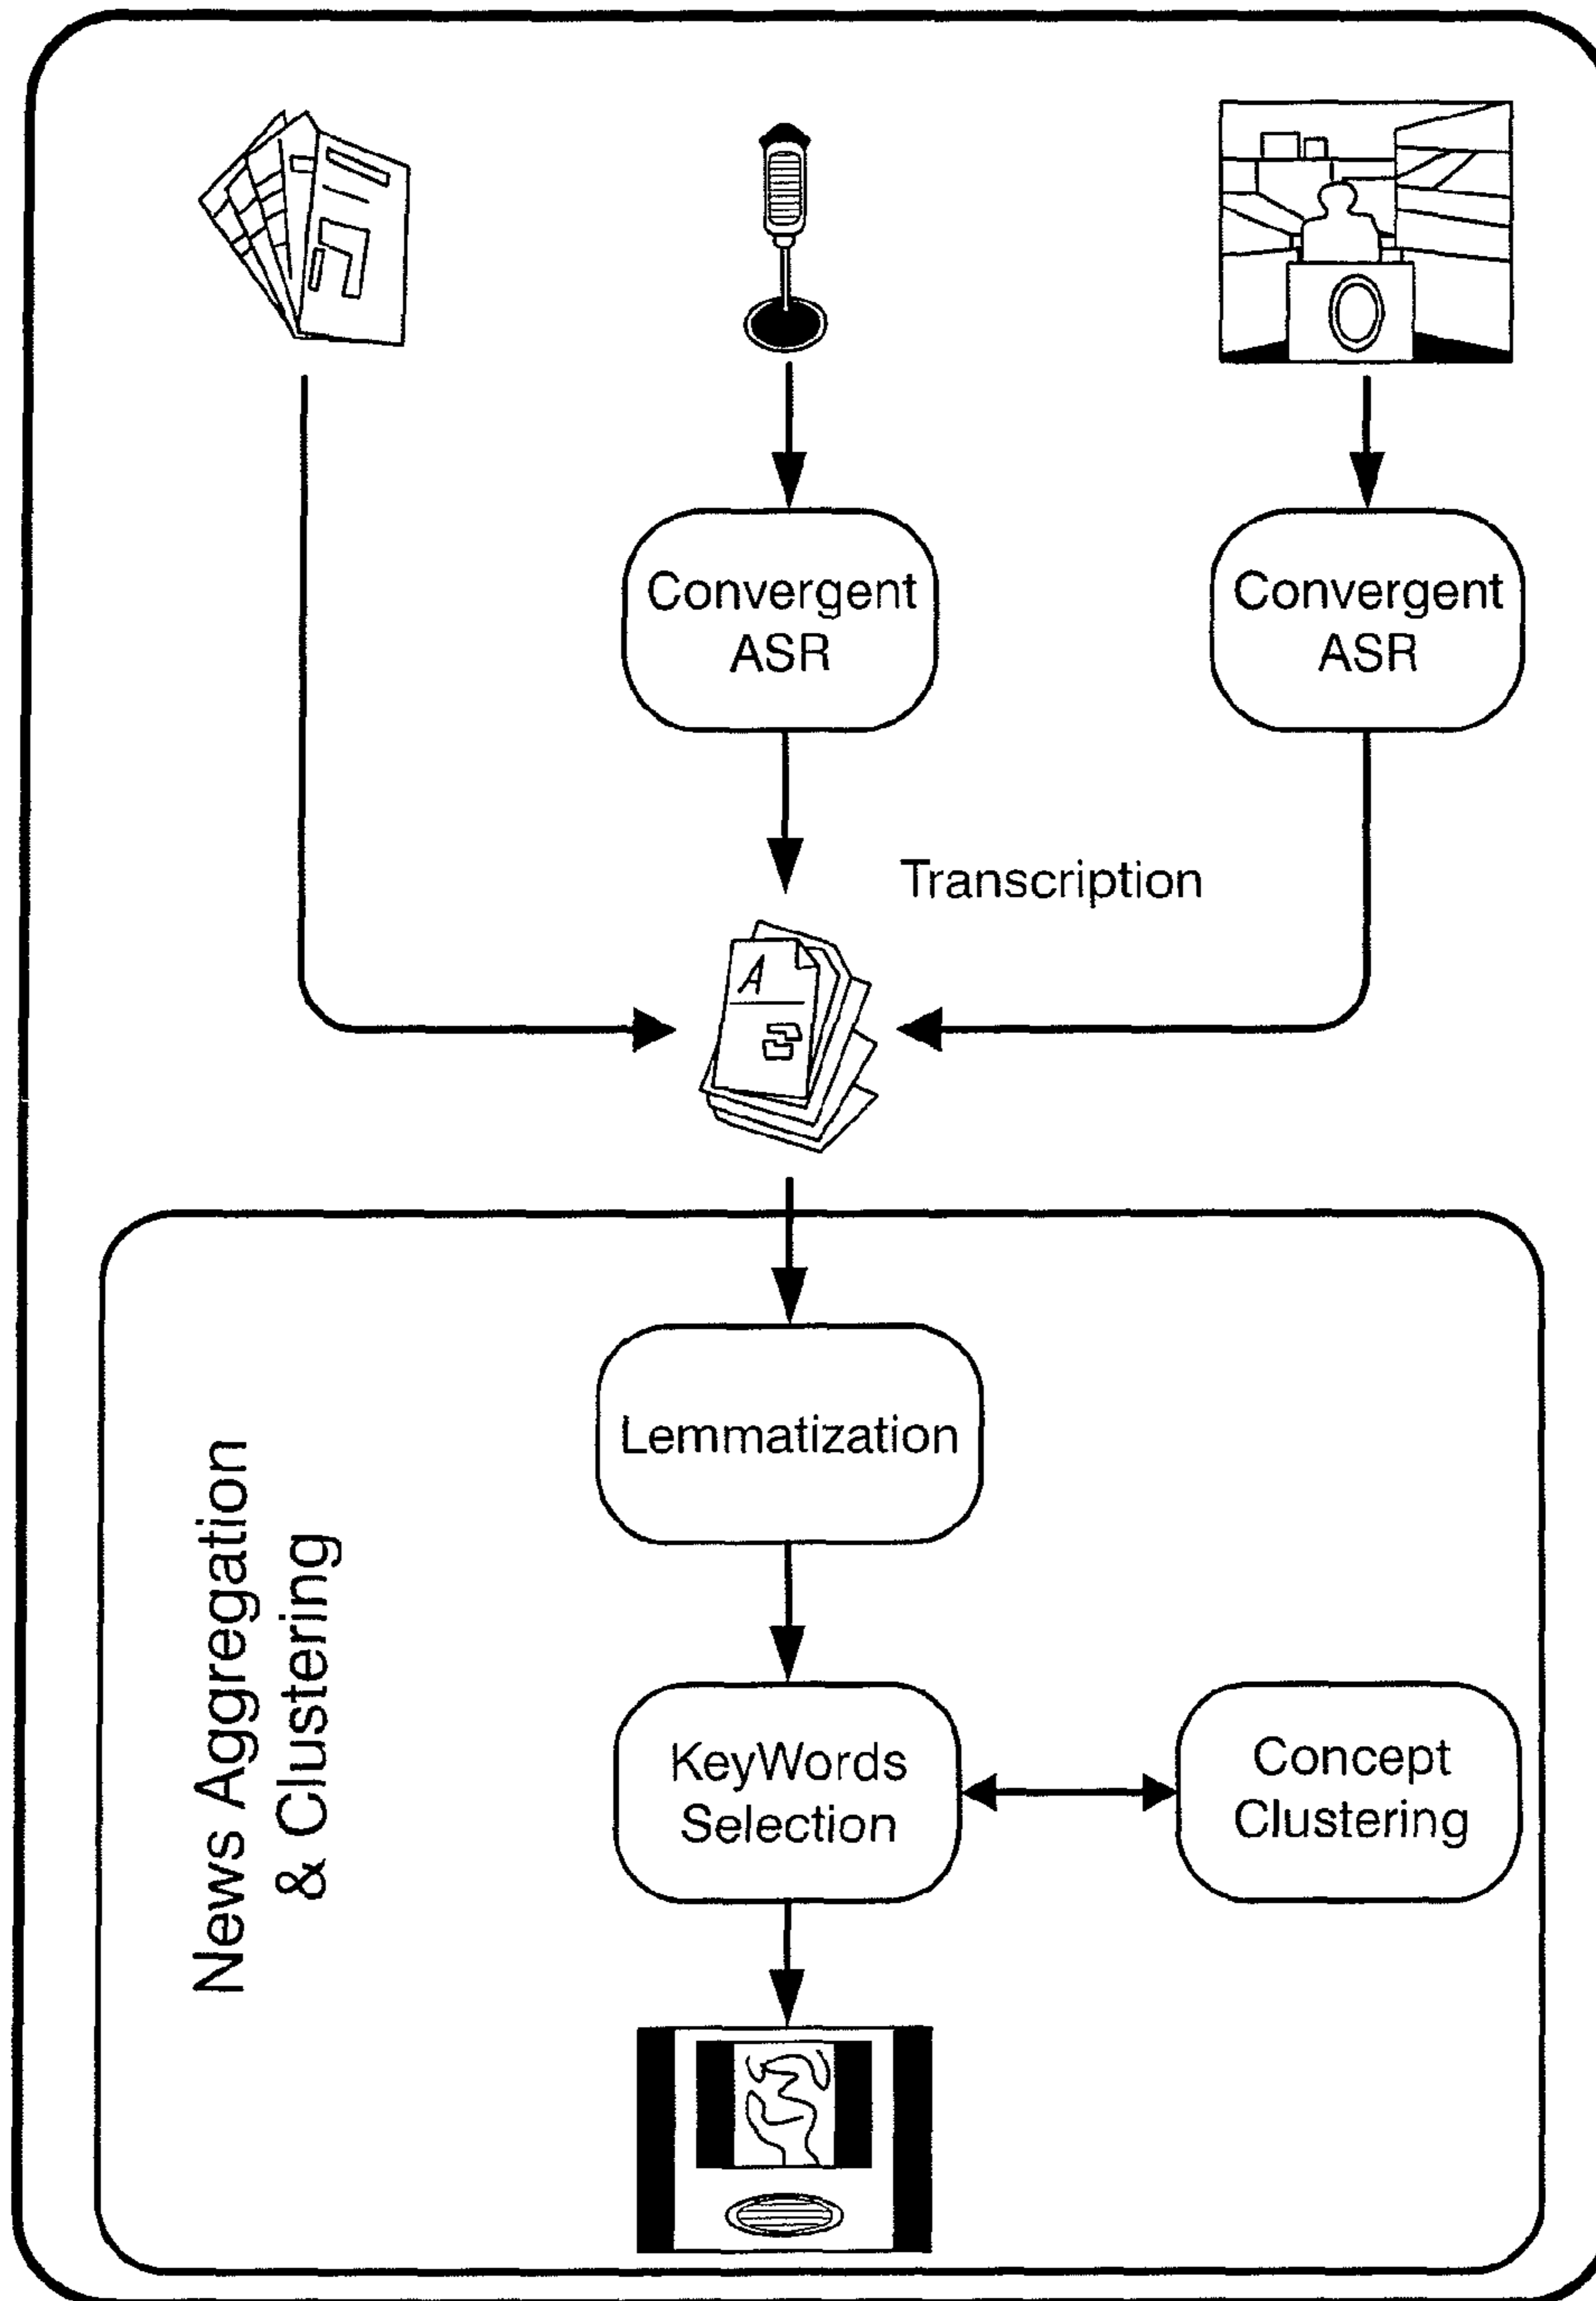 Convergent
ASR
Convergent
ASR
Transcription
A
Lemmatization
News Aggregation
& Clustering
KeyWords
Selection
Concept
Clustering